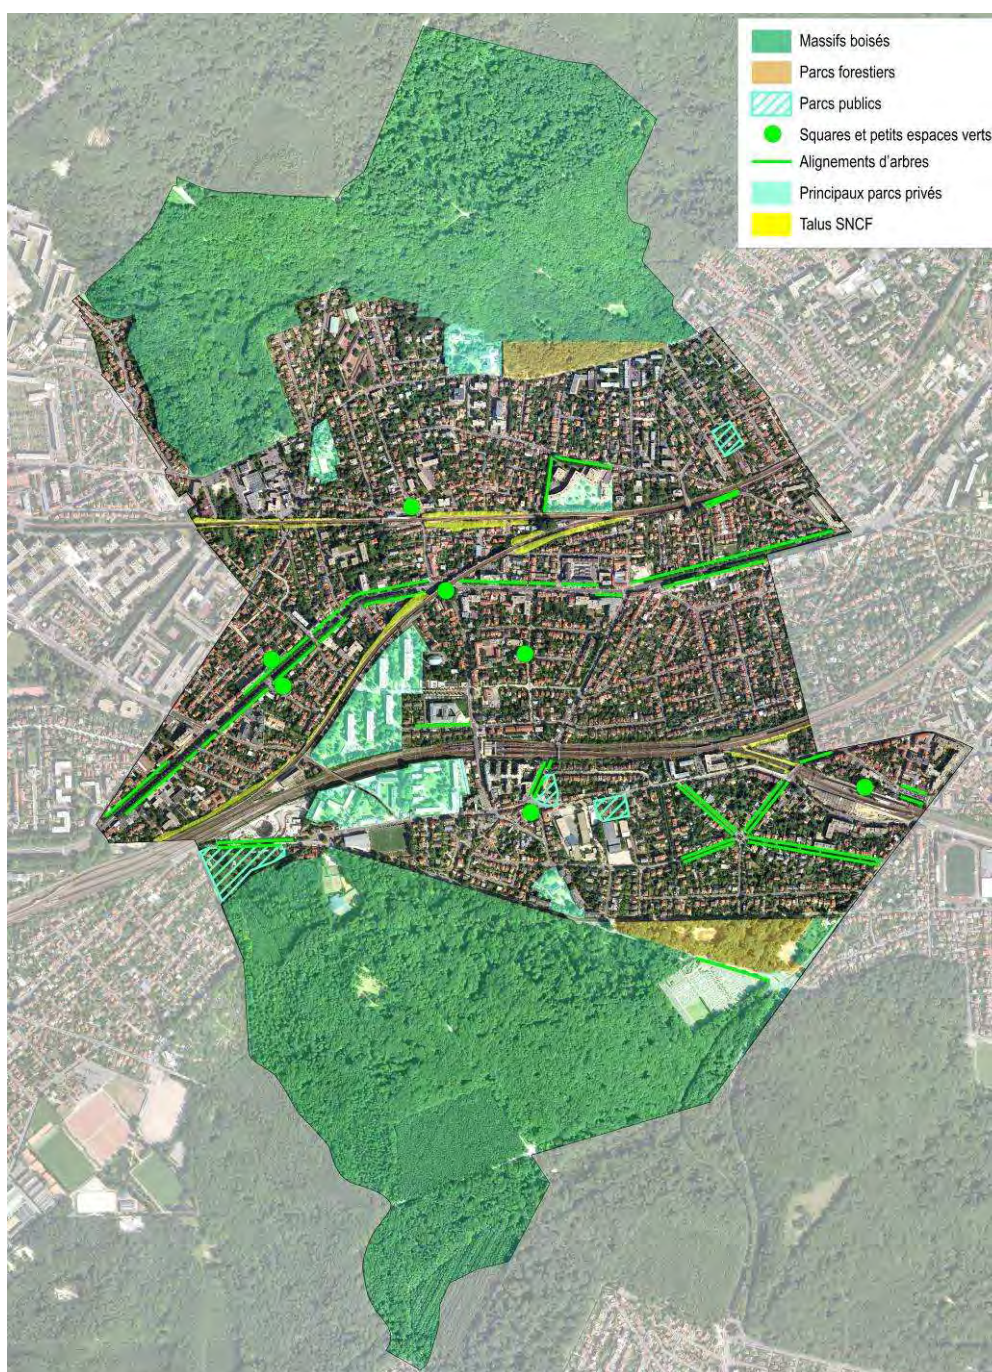 Massifs boisés
Parcs forestiers
Parcs publics
Squares et petits espaces verts
Alignements d'arbres
Principaux parcs privés
Talus SNCF